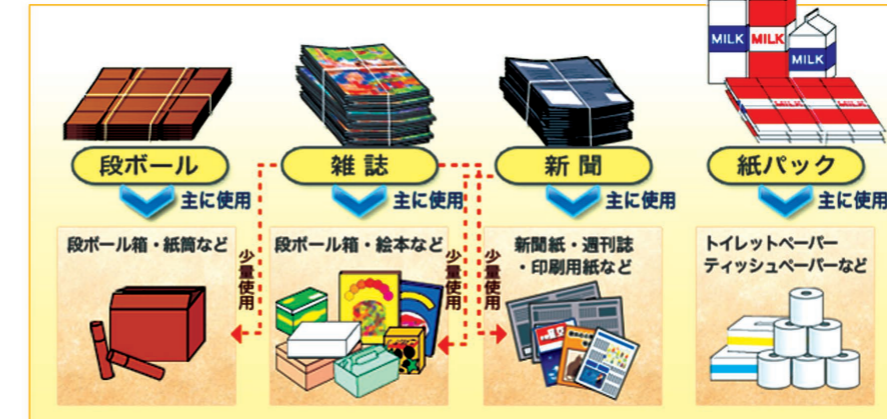 MILK
MILK
MILK
MILK
MILK
段ボール
雑誌
新聞
紙パック
主に使用
主に使用
主に使用
主に使用
段ボール箱・紙筒など
少量使用
段ボール箱・絵本など
少量使用
少量使用
新聞紙・週刊誌
・印刷用紙など
トイレットペーパー
ティッシュペーパーなど